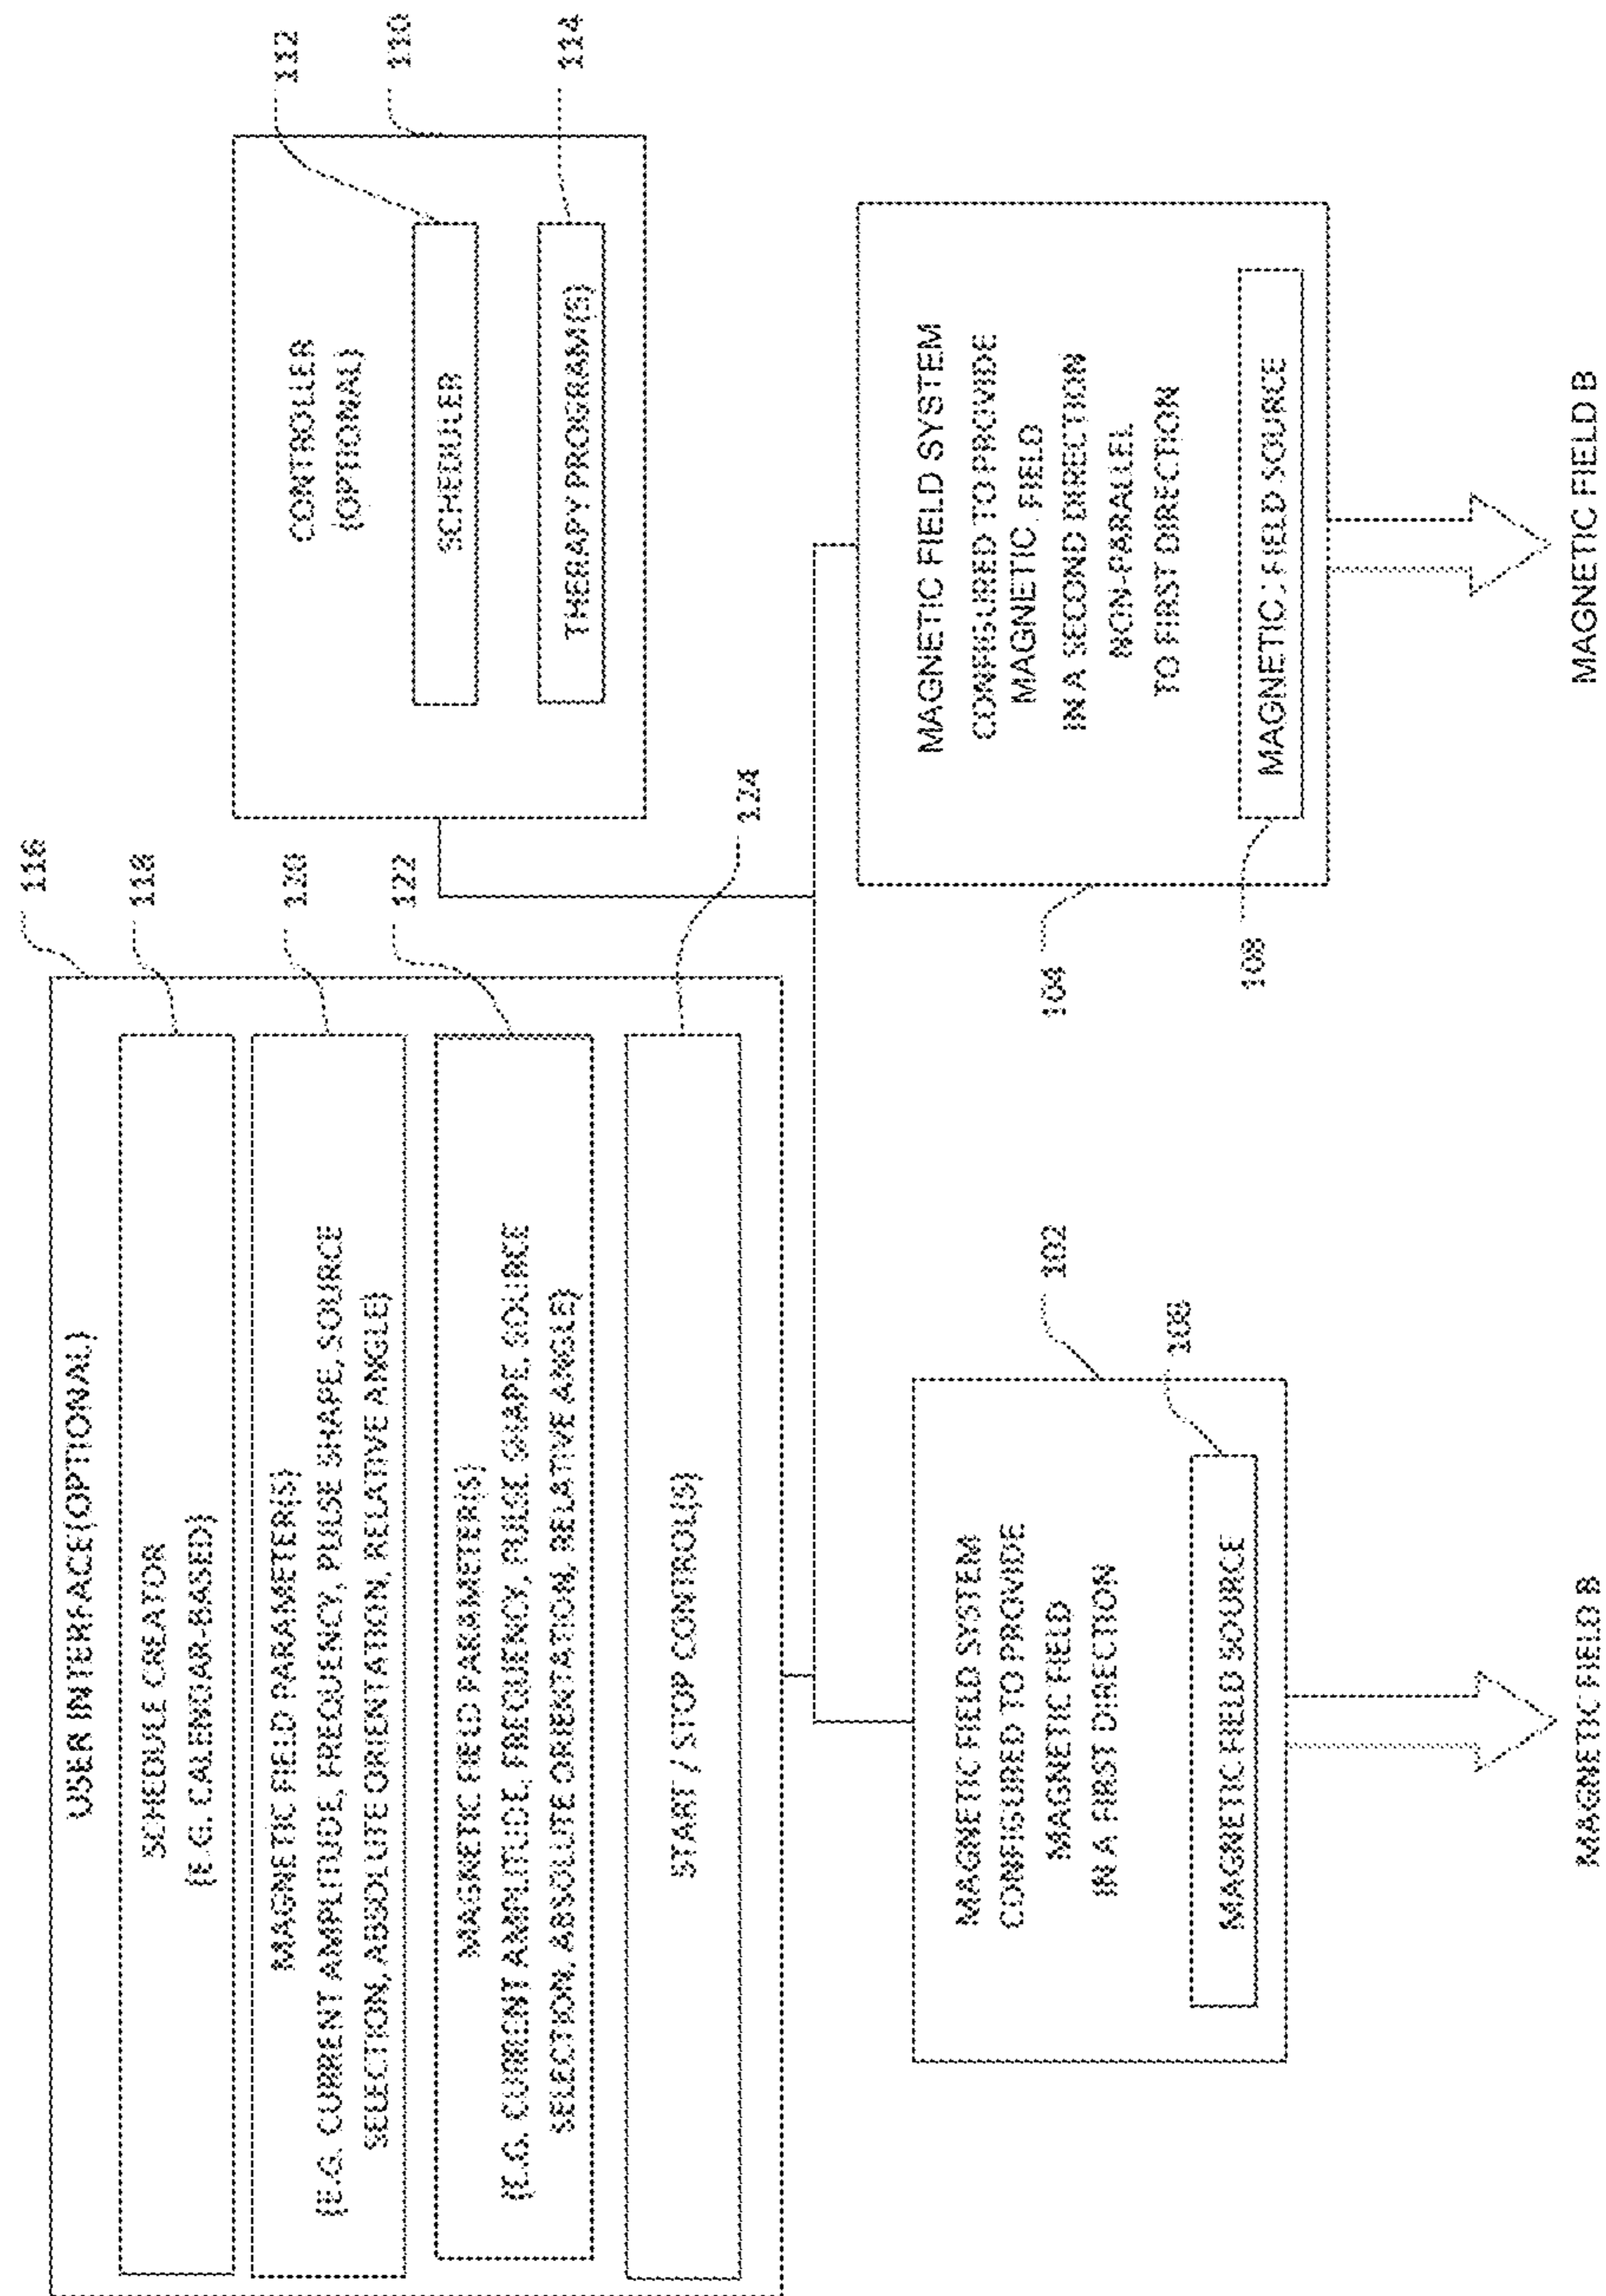 USER INTERFACE(OPTIONAL)
116
SCHEDULE CREATOR
(E.G. CALENDAR-BASED)
118
MAGNETIC FIELD PARAMETER(S)
(E.G. CURRENT AMPLITUDE, FREQUENCY, PULSE SHAPE, SOURCE
SELECTION, ABSOLUTE ORIENTATION, RELATIVE ANGLE)
120
MAGNETIC FIELD PARAMETER(S)
(E.G. CURRENT AMPLITUDE, FREQUENCY, PULSE SHAPE, SOURCE
SELECTION, ABSOLUTE ORIENTATION, RELATIVE ANGLE)
122
START / STOP CONTROL(S)
124
CONTROLLER
(OPTIONAL)
112
110
SCHEDULER
THERAPY PROGRAM(S)
114
MAGNETIC FIELD SYSTEM
CONFIGURED TO PROVIDE
MAGNETIC FIELD
IN A FIRST DIRECTION
102
MAGNETIC FIELD SOURCE
106
MAGNETIC FIELD B
MAGNETIC FIELD SYSTEM
CONFIGURED TO PROVIDE
MAGNETIC FIELD
IN A SECOND DIRECTION
NON-PARALLEL
TO FIRST DIRECTION
104
MAGNETIC FIELD SOURCE
108
MAGNETIC FIELD B